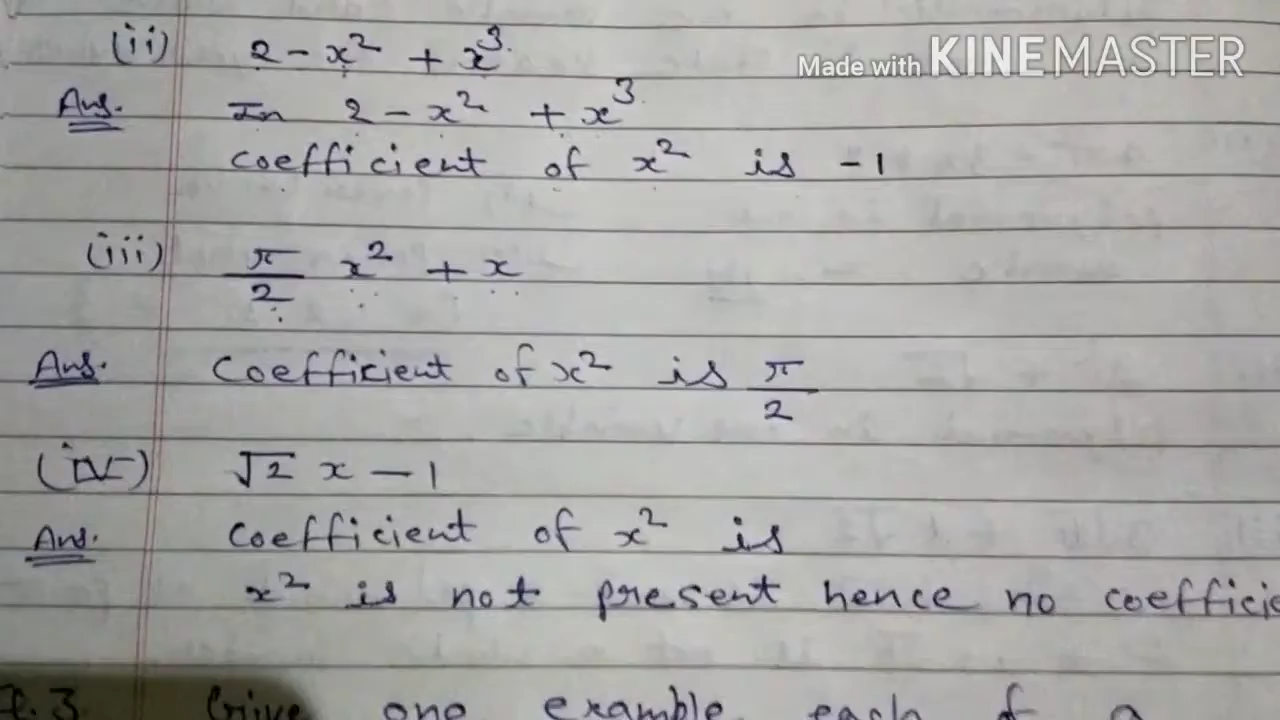 (ii) 2 - x² + x³
Made with KINEMASTER
Ans. In 2 - x² + x³
coefficient of x² is -1
(iii) π/2 x² + x
Ans. Coefficient of x² is π/2
(iv) √2 x - 1
Ans. coefficient of x² is
x² is not present hence no coefficie
3 Give one example each of a